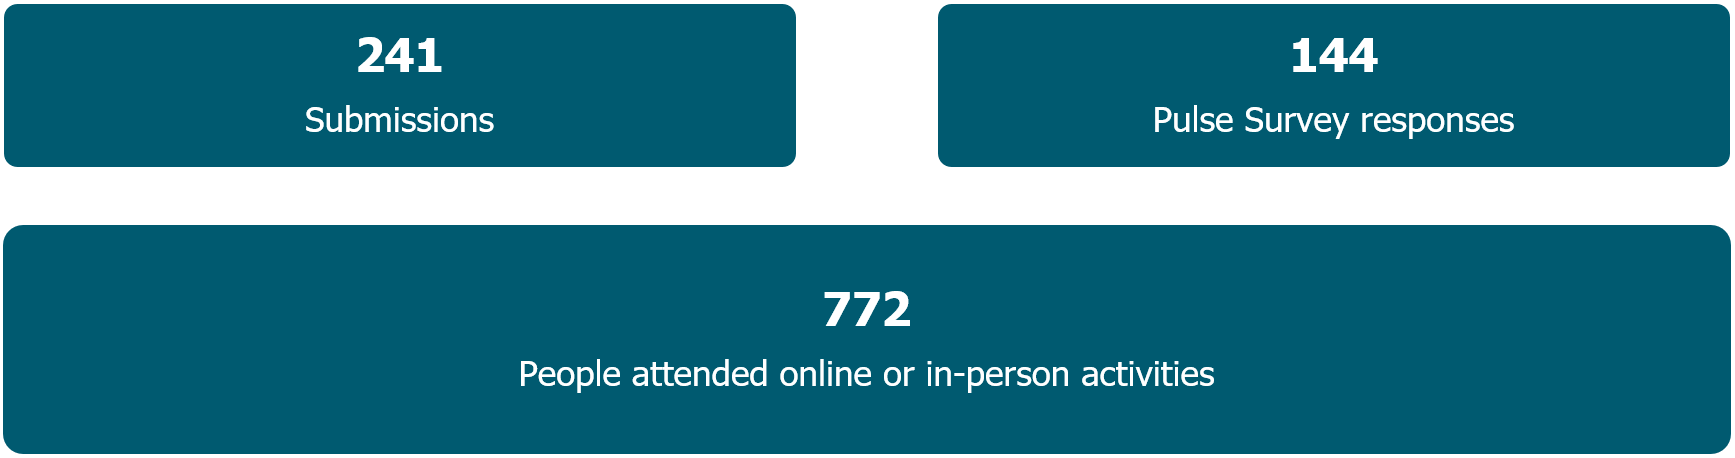 241
Submissions
144
Pulse Survey responses
772
People attended online or in-person activities